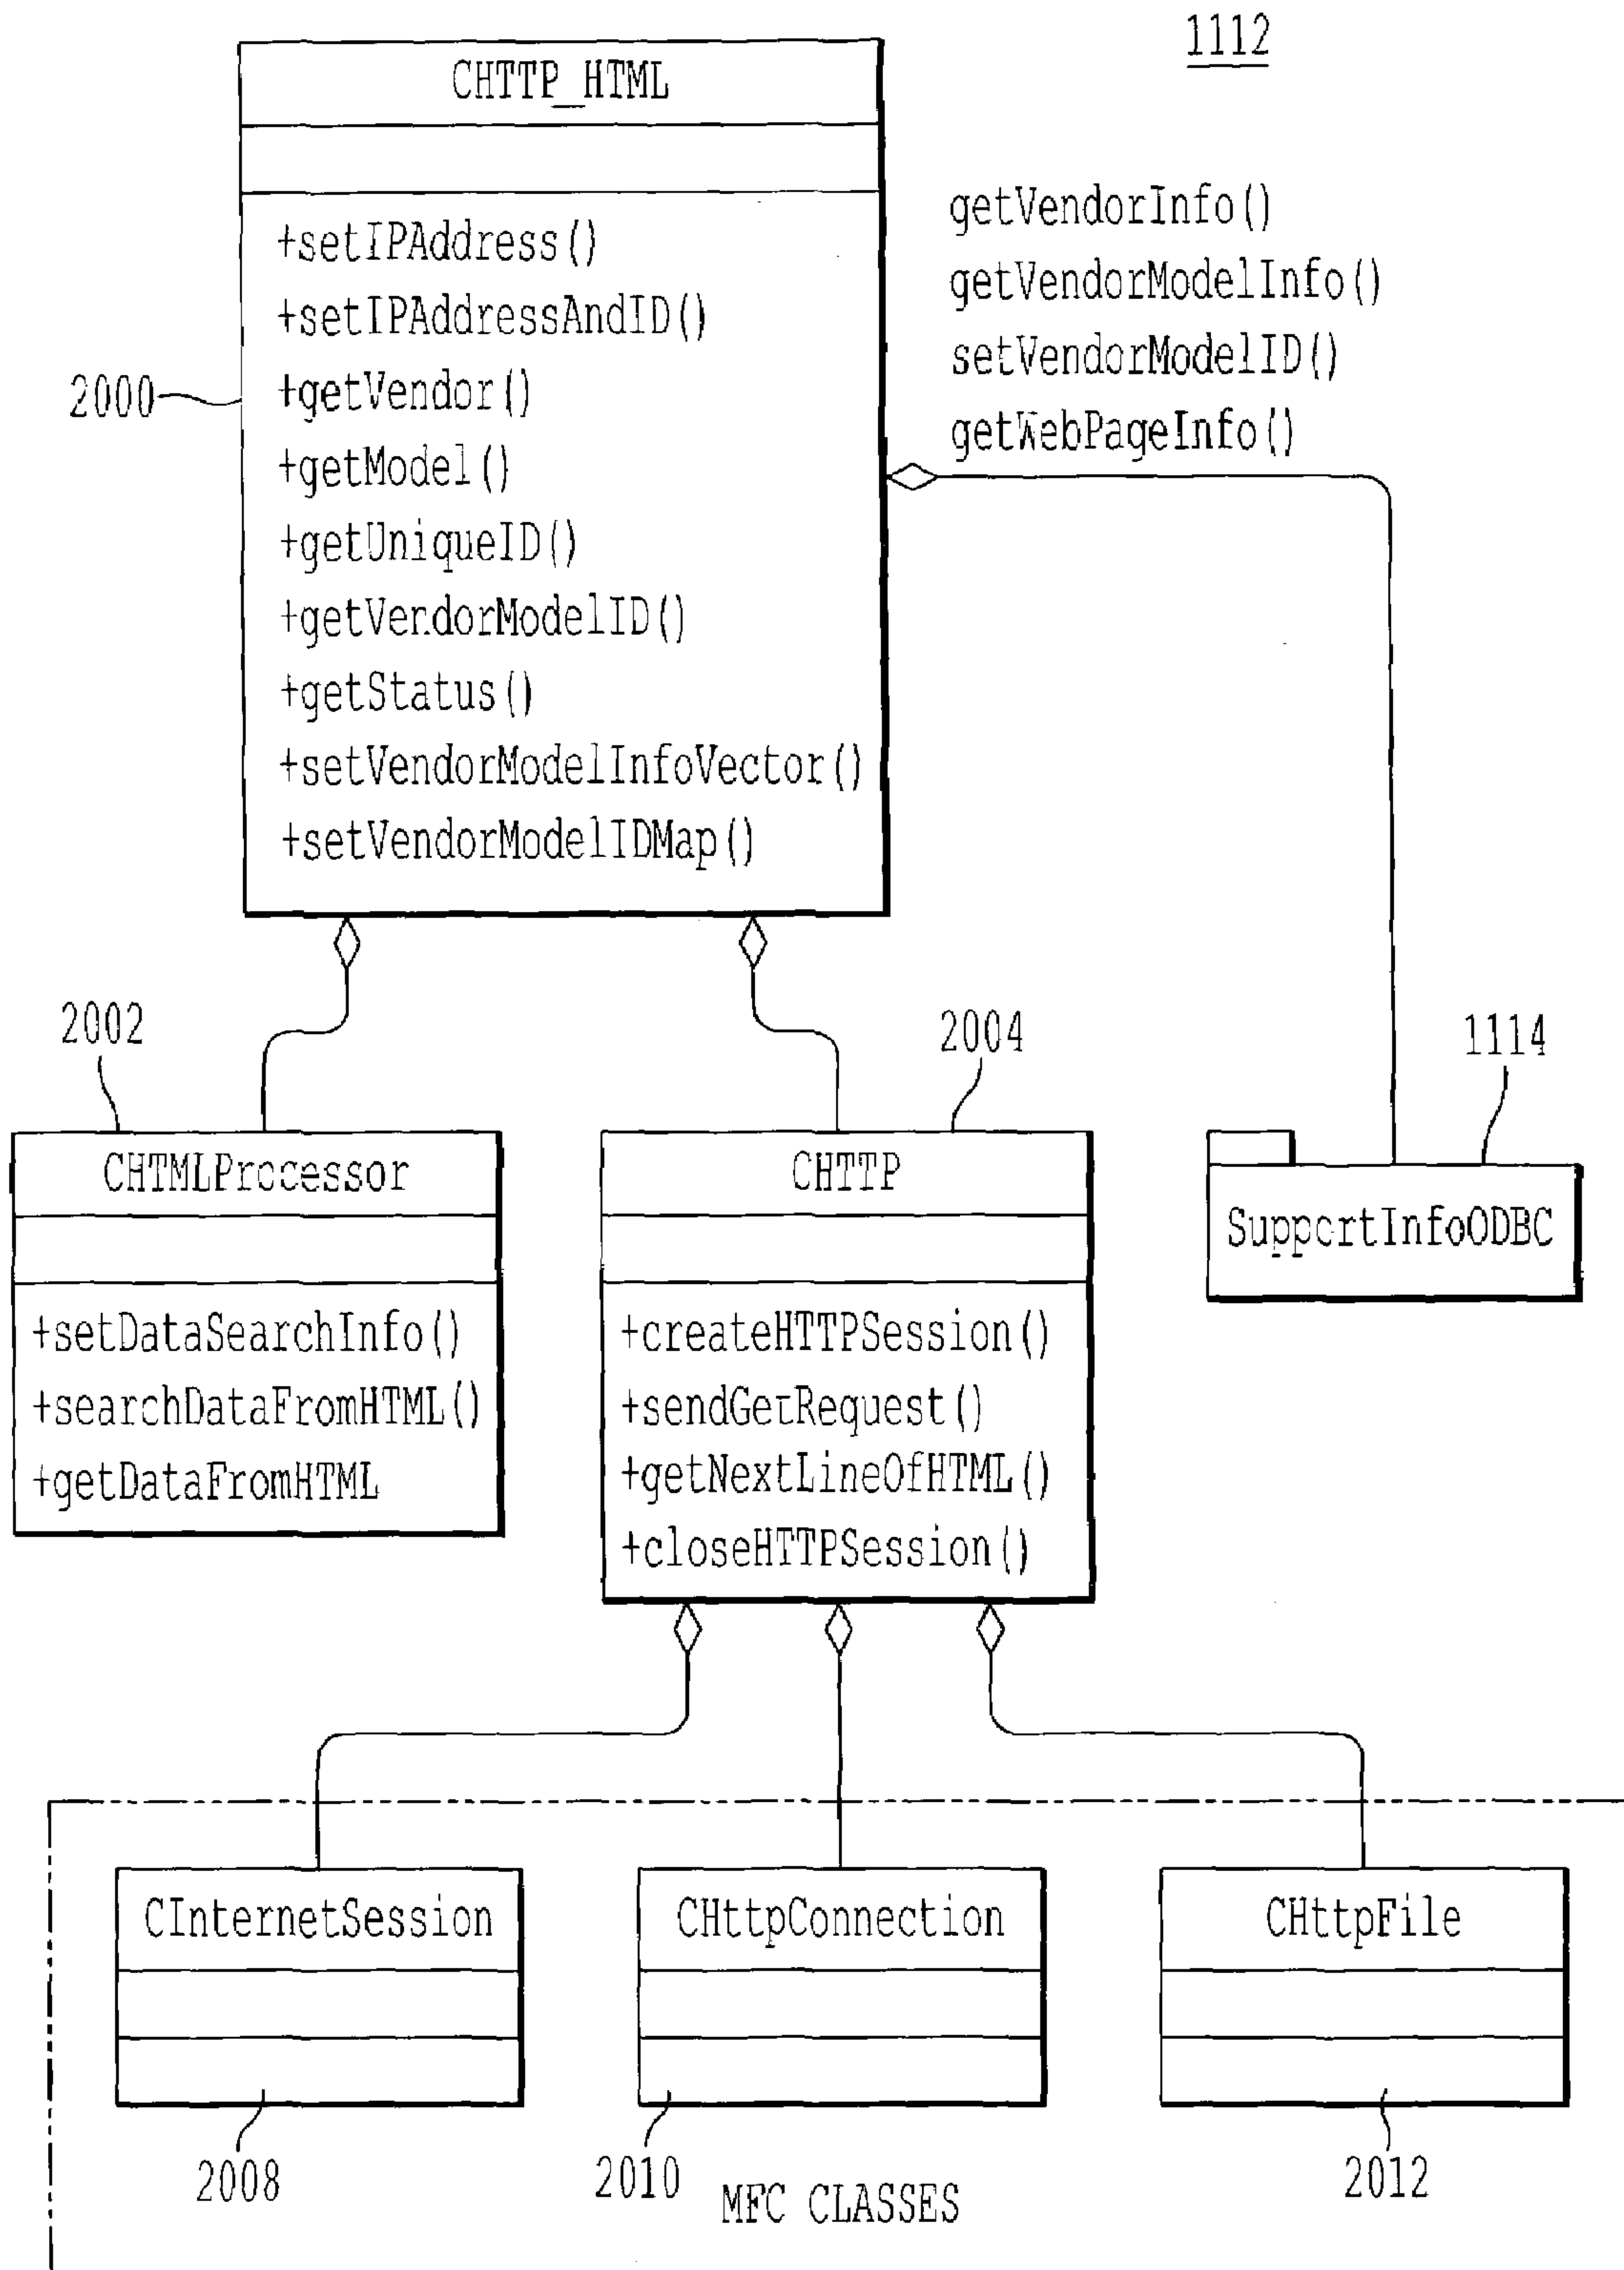 1112
CHTTP_HTML
+setIPAddress()
+setIPAddressAndID()
+getVendor()
+getModel()
+getUniqueID()
+getVendorModelID()
+getStatus()
+setVendorModelInfoVector()
+setVendorModelIDMap()
2000
getVendorInfo()
getVendorModelInfo()
setVendorModelID()
getWebPageInfo()
2002
2004
1114
CHTMLProcessor
+setDataSearchInfo()
+searchDataFromHTML()
+getDataFromHTML
CHTTP
+createHTTPSession()
+sendGetRequest()
+getNextLineOfHTML()
+closeHTTPSession()
SupportInfoODBC
CInternetSession
CHttpConnection
CHttpFile
2008
2010
2012
MFC CLASSES